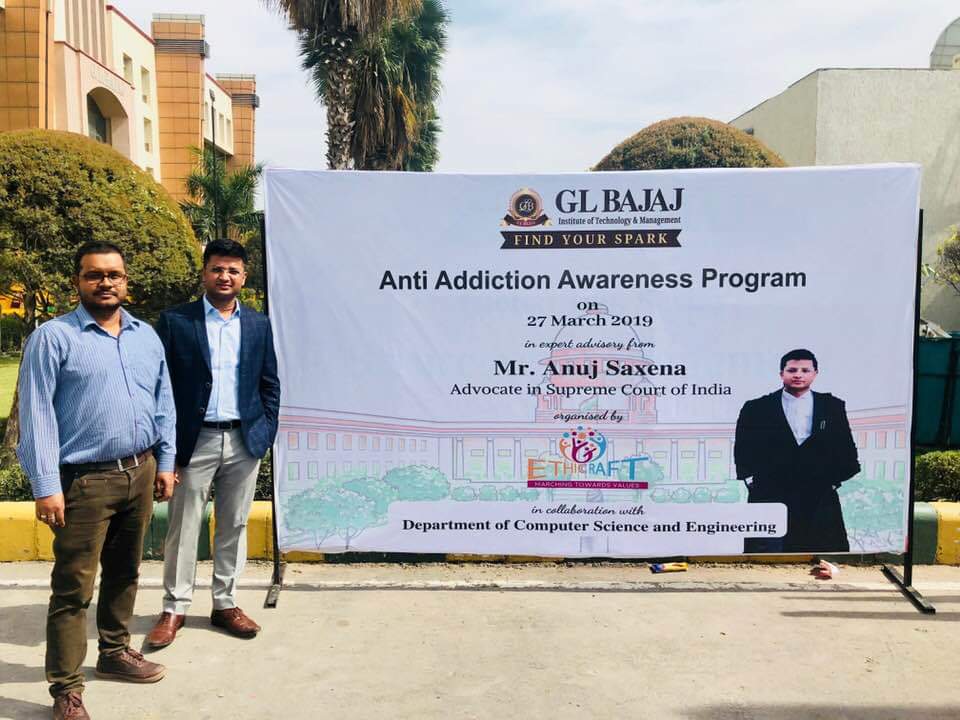 GL BAJAJ
Institute of Technology & Management
FIND YOUR SPARK
Anti Addiction Awareness Program
on
27 March 2019
in expert advisory from
Mr. Anuj Saxena
Advocate in Supreme Court of India
organised by
ETHICCRAFT
MARCHING TOWARDS VALUES
in collaboration with
Department of Computer Science and Engineering